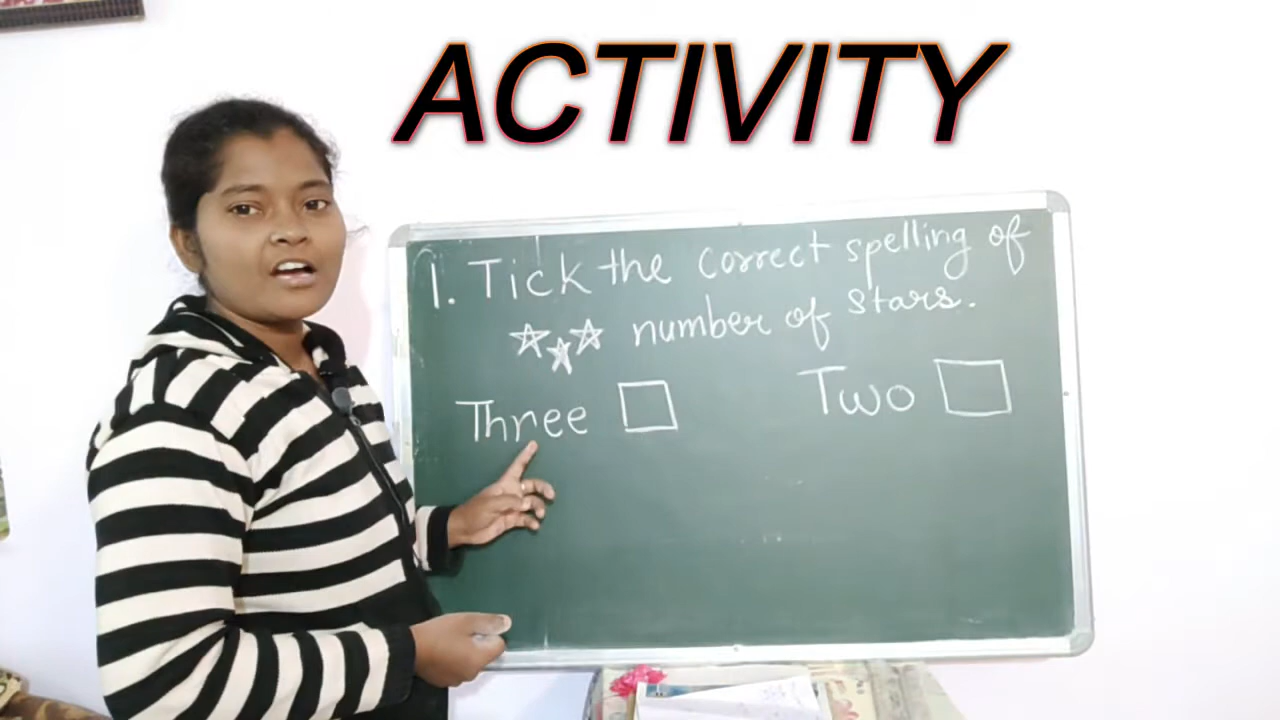 ACTIVITY
1. Tick the correct spelling of
number of stars.
Three
Two